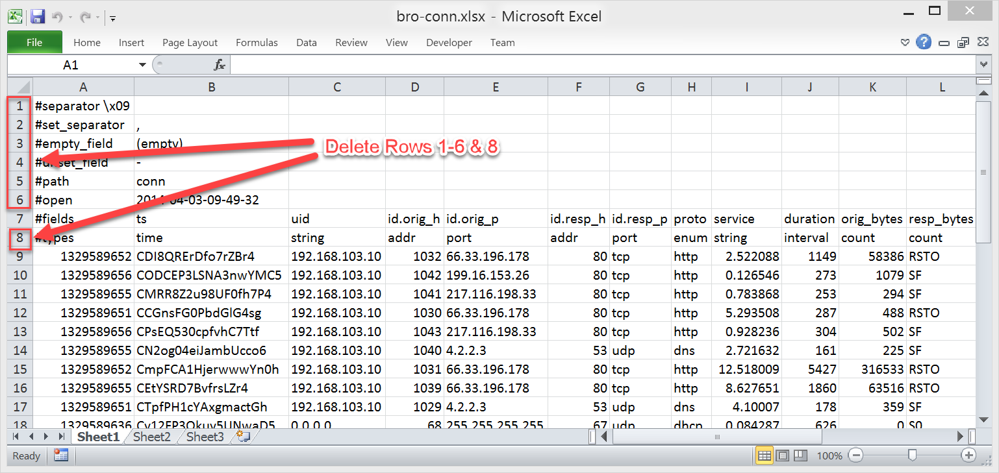 bro-conn.xlsx - Microsoft Excel
File Home Insert Page Layout Formulas Data Review View Developer Team
A1 fx
A B C D E F G H I J K L
1 #separator \x09
2 #set_separator ,
3 #empty_field (empty)
Delete Rows 1-6 & 8
4 #unset_field -
5 #path conn
6 #open 2014-04-03-09-49-32
7 #fields ts uid id.orig_h id.orig_p id.resp_h id.resp_p proto service duration orig_bytes resp_bytes
8 #types time string addr port addr port enum string interval count count
9 1329589652 CDI8QRErDfo7rZBr4 192.168.103.10 1032 66.33.196.178 80 tcp http 2.522088 1149 58386 RSTO
10 1329589656 CODCEP3LSNA3nwYMC5 192.168.103.10 1042 199.16.153.26 80 tcp http 0.126546 273 1079 SF
11 1329589655 CMRR8Z2u98UF0fh7P4 192.168.103.10 1041 217.116.198.33 80 tcp http 0.783868 253 294 SF
12 1329589651 CCGnsFG0PbdGlG4sg 192.168.103.10 1030 66.33.196.178 80 tcp http 5.293508 287 488 RSTO
13 1329589656 CPsEQ530cpfvhC7Ttf 192.168.103.10 1043 217.116.198.33 80 tcp http 0.928236 304 502 SF
14 1329589655 CN2og04eiJambUcco6 192.168.103.10 1040 4.2.2.3 53 udp dns 2.721632 161 225 SF
15 1329589652 CmpFCA1HjerwwwYn0h 192.168.103.10 1031 66.33.196.178 80 tcp http 12.518009 5427 316533 RSTO
16 1329589655 CEtYSRD7BvfrsLZr4 192.168.103.10 1039 66.33.196.178 80 tcp http 8.627651 1860 63516 RSTO
17 1329589651 CTpfPH1cYAxgmactGh 192.168.103.10 1029 4.2.2.3 53 udp dns 4.10007 178 359 SF
18 1329589636 Cv12FP3Okuv5UNwaD5 0.0.0.0 68 255.255.255.255 67 udp dhcp 0.084287 626 0 S0
Sheet1 Sheet2 Sheet3
Ready 100%